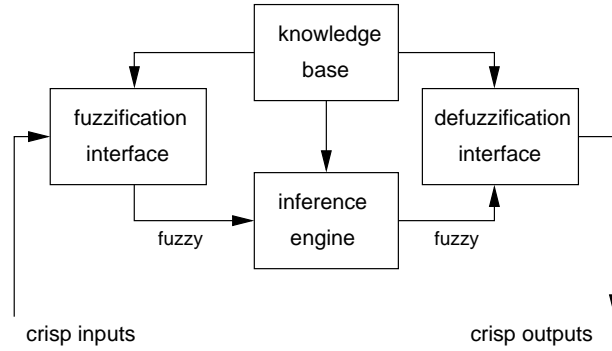 knowledge
base
fuzzification
interface
defuzzification
interface
inference
engine
fuzzy
fuzzy
crisp inputs
crisp outputs